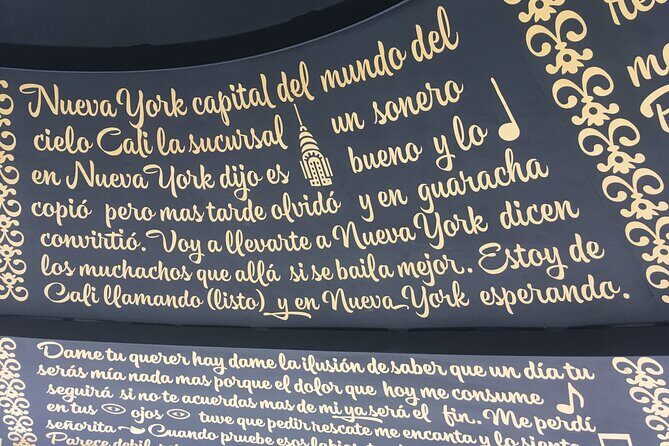 Nueva York capital del mundo del
cielo Cali la sucursal un sonero
en Nueva York dijo es bueno y lo
copió pero mas tarde olvidó y en guaracha
convirtió. Voy a llevarte a Nueva York dicen
los muchachos que allá si se baila mejor. Estoy de
Cali llamando (listo) y en Nueva York esperando.
Dame tu querer hay dame la ilusión de saber que un día tu
serás mía nada mas porque el dolor que hoy me consume
seguirá si no te acuerdas mas de mi ya será el fin. Me perdí
en tus ojos tuve que pedir rescate me encanta y lo siento
señorita Cuando pruebe esos
Parece